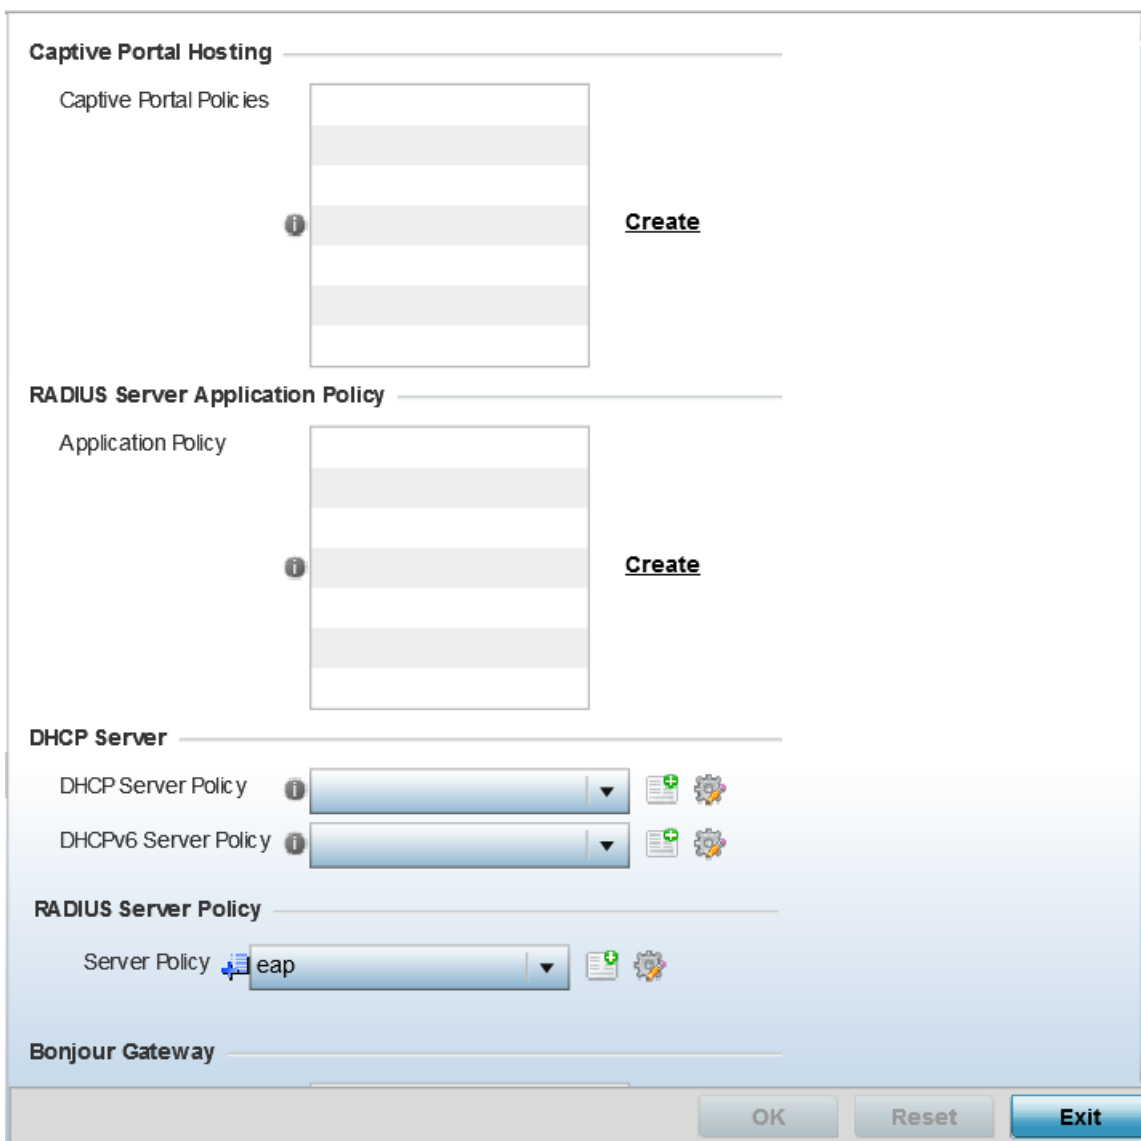 Captive Portal Hosting
Captive Portal Policies
Create
RADIUS Server Application Policy
Application Policy
Create
DHCP Server
DHCP Server Policy
DHCPv6 Server Policy
RADIUS Server Policy
Server Policy eap
Bonjour Gateway
OK Reset Exit